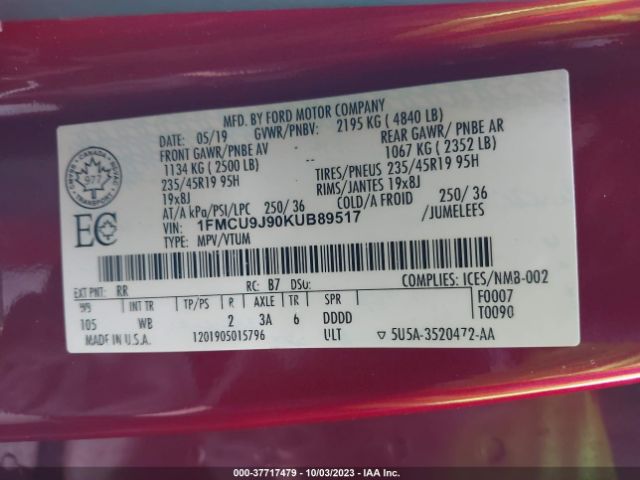 MFD. BY FORD MOTOR COMPANY
DATE: 05/19 GVWR/PNBV: 2195 KG ( 4840 LB)
FRONT GAWR/PNBE AV REAR GAWR/ PNBE AR
1134 KG ( 2500 LB) -- 1067 KG ( 2352 LB)
235/45R19 95H TIRES/PNEUS 235/45R19 95H
19x8J RIMS/JANTES 19x8J
AT/A kPa/PSI/LPC 250/ 36 COLD/A FROID 250/ 36
VIN: 1FMCU9J90KUB89517 /JUMELEES
TYPE: MPV/VTUM
CANADA
977
TRANSPORT
EC
EXT PNT: RR RC: B7 DSO: COMPLIES: ICES/NMB-002
INT TR TP/PS R AXLE TR SPR F0007
105 WB 2 3A 6 DDDD T0090
MADE IN U.S.A. 1201905015796 ULT ▽ 5U5A-3520472-AA
000-37717479 - 10/03/2023 - IAA Inc.